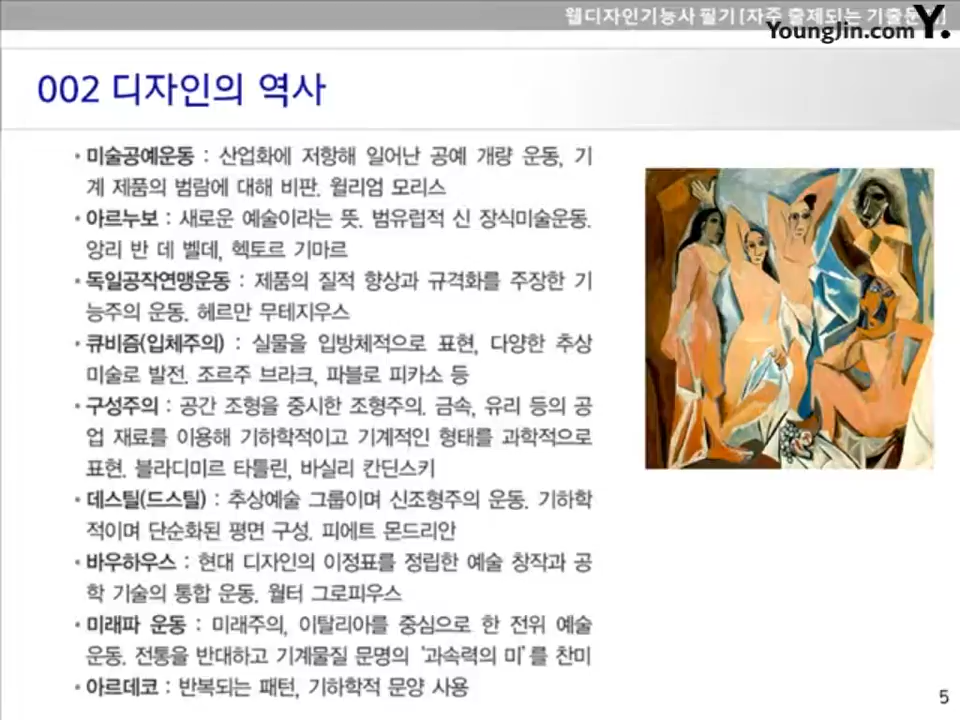 웹디자인기능사 필기 [자주 출제되는 기출문제]
YoungJin.com Y.
002 디자인의 역사
• 미술공예운동 : 산업화에 저항해 일어난 공예 개량 운동, 기
계 제품의 범람에 대해 비판. 윌리엄 모리스
• 아르누보 : 새로운 예술이라는 뜻. 범유럽적 신 장식미술운동.
앙리 반 데 벨데, 헥토르 기마르
• 독일공작연맹운동 : 제품의 질적 향상과 규격화를 주장한 기
능주의 운동. 헤르만 무테지우스
• 큐비즘(입체주의) : 실물을 입방체적으로 표현, 다양한 추상
미술로 발전. 조르주 브라크, 파블로 피카소 등
• 구성주의 : 공간 조형을 중시한 조형주의. 금속, 유리 등의 공
업 재료를 이용해 기하학적이고 기계적인 형태를 과학적으로
표현. 블라디미르 타틀린, 바실리 칸딘스키
• 데스틸(드스틸) : 추상예술 그룹이며 신조형주의 운동. 기하학
적이며 단순화된 평면 구성. 피에트 몬드리안
• 바우하우스 : 현대 디자인의 이정표를 정립한 예술 창작과 공
학 기술의 통합 운동. 월터 그로피우스
• 미래파 운동 : 미래주의, 이탈리아를 중심으로 한 전위 예술
운동. 전통을 반대하고 기계물질 문명의 '과속력의 미'를 찬미
• 아르데코 : 반복되는 패턴, 기하학적 문양 사용
5